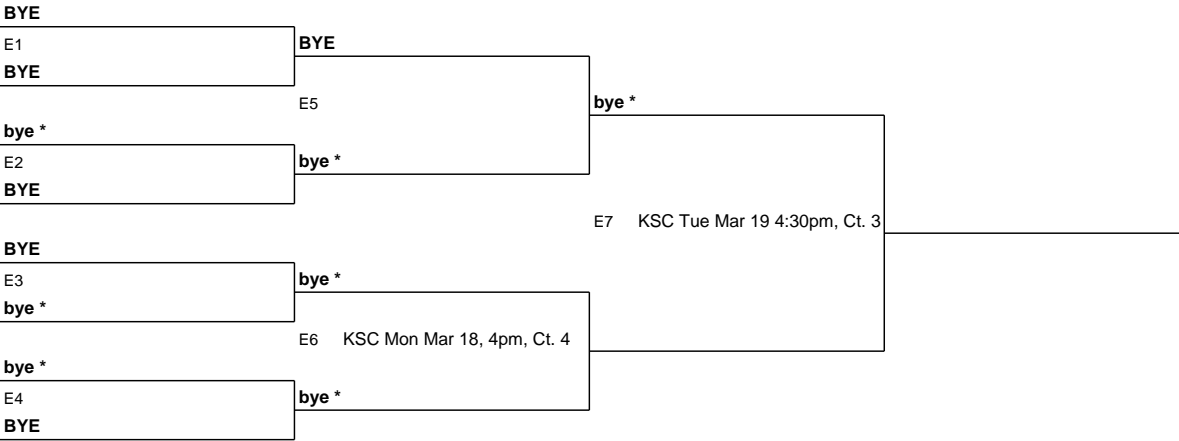 BYE
E1
BYE
BYE
E5
bye *
bye *
E2
bye *
BYE
E7 KSC Tue Mar 19 4:30pm, Ct. 3
BYE
E3
bye *
bye *
E6 KSC Mon Mar 18, 4pm, Ct. 4
bye *
E4
bye *
BYE